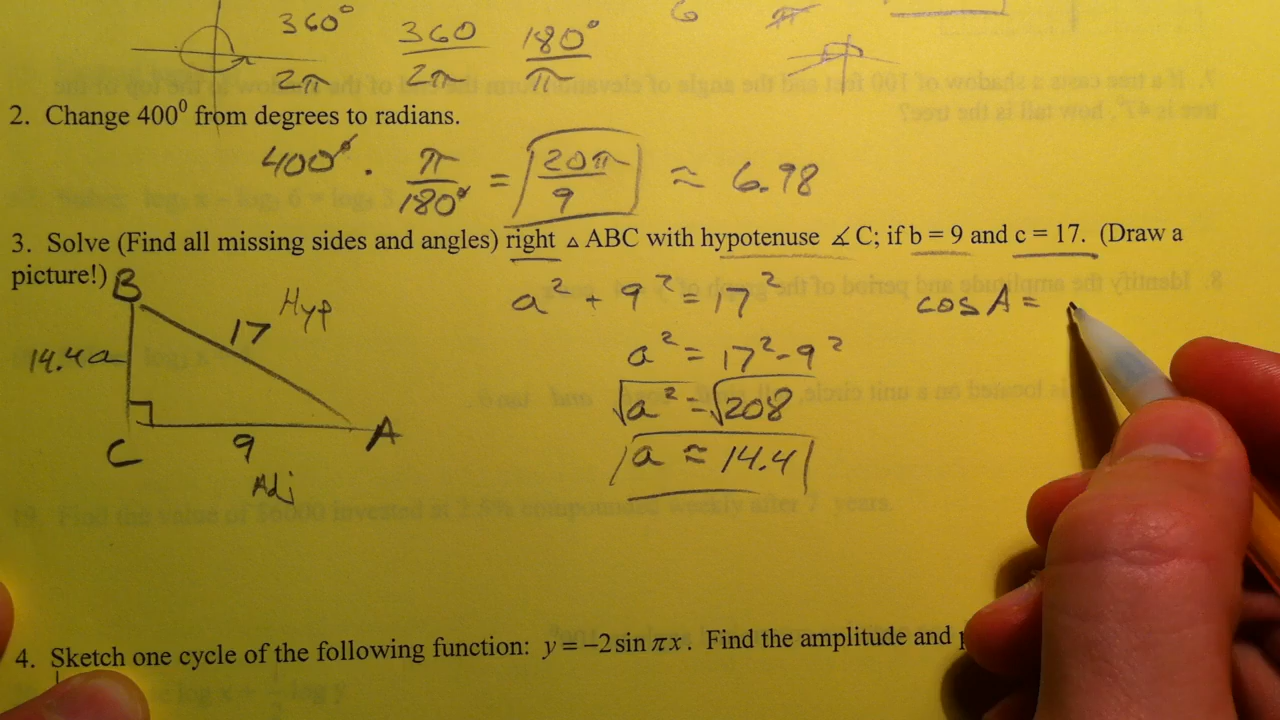 360° 360 180°
2π 2π π
6 π
2. Change 400⁰ from degrees to radians.
400° · π/180° = 20π/9 ≈ 6.98
3. Solve (Find all missing sides and angles) right △ ABC with hypotenuse ∡ C; if b = 9 and c = 17. (Draw a
picture!)
B
17 Hyp
14.4 a
C 9 A
Adj
a² + 9² = 17²
a² = 17² - 9²
√a² = √208
a ≈ 14.4
cos A =
4. Sketch one cycle of the following function: y = −2 sin πx. Find the amplitude and